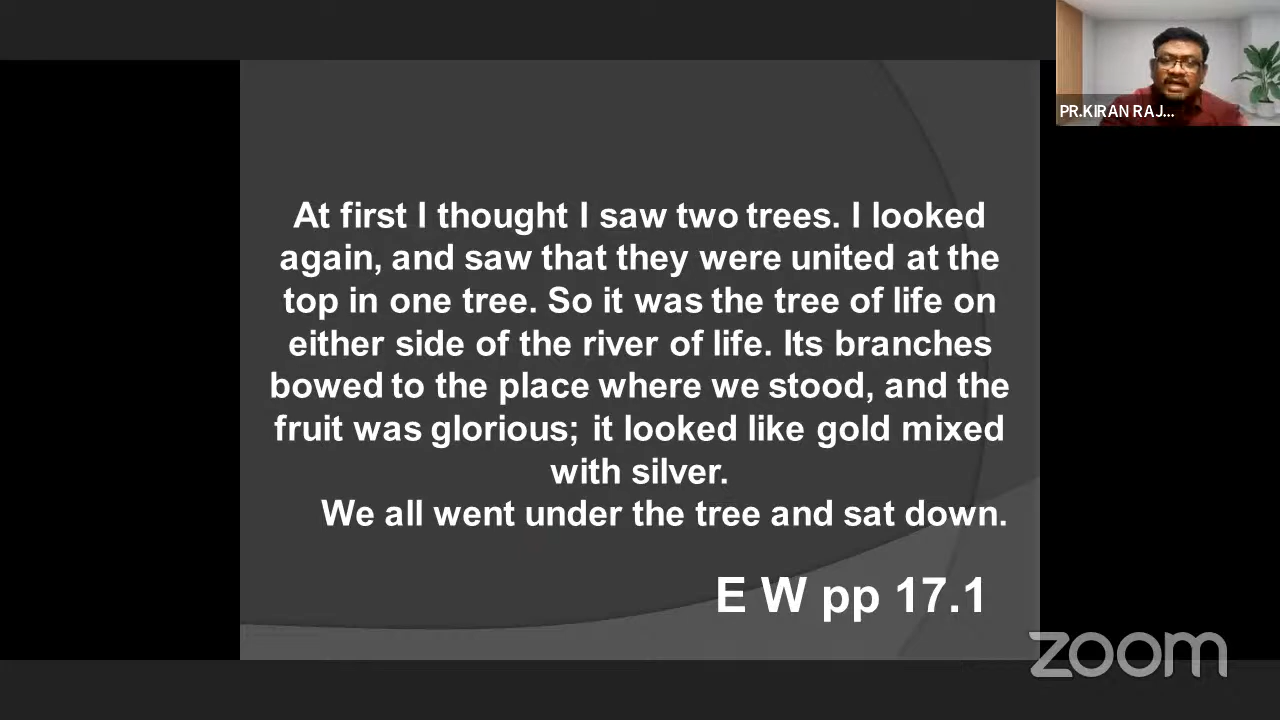 PR.KIRAN RAJ...
At first I thought I saw two trees. I looked
again, and saw that they were united at the
top in one tree. So it was the tree of life on
either side of the river of life. Its branches
bowed to the place where we stood, and the
fruit was glorious; it looked like gold mixed
with silver.
We all went under the tree and sat down.
E W pp 17.1
zoom